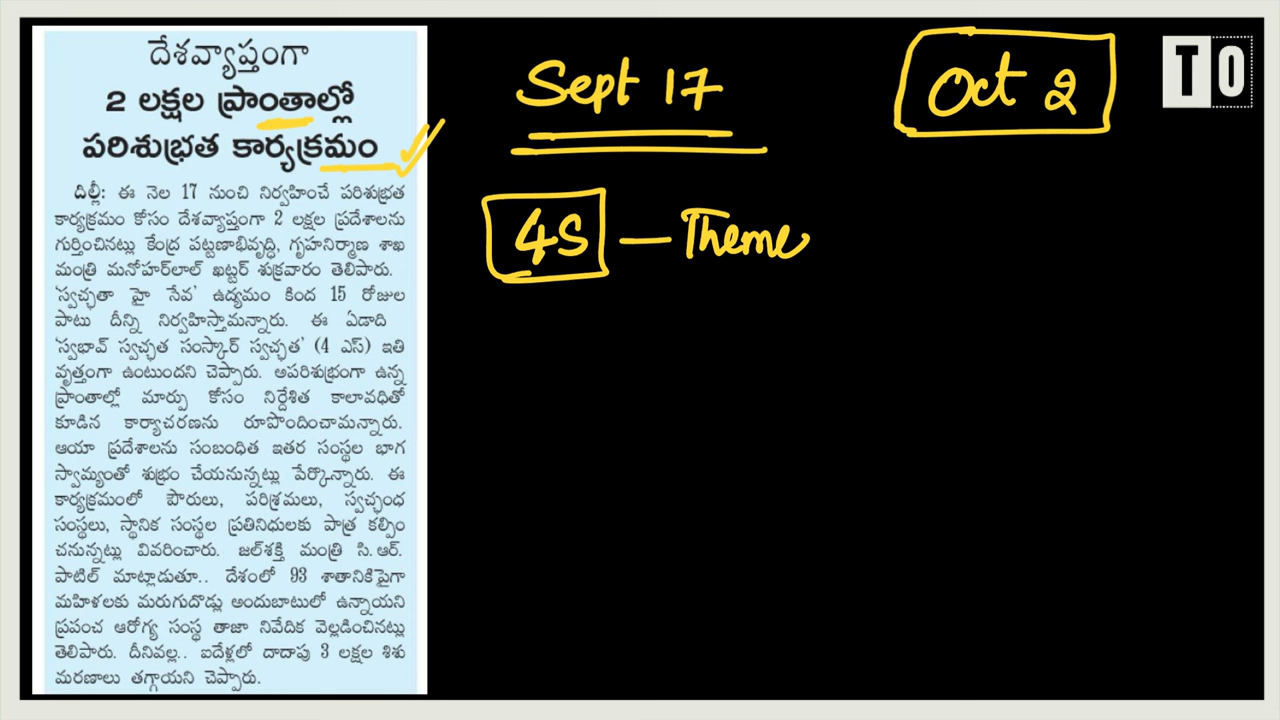 దేశవ్యాప్తంగా
2 లక్షల ప్రాంతాల్లో
పరిశుభ్రత కార్యక్రమం
దిల్లీ: ఈ నెల 17 నుంచి నిర్వహించే పరిశుభ్రత
కార్యక్రమం కోసం దేశవ్యాప్తంగా 2 లక్షల ప్రదేశాలను
గుర్తించినట్లు కేంద్ర పట్టణాభివృద్ధి, గృహనిర్మాణ శాఖ
మంత్రి మనోహర్‌లాల్ ఖట్టర్ శుక్రవారం తెలిపారు.
‘స్వచ్ఛతా హై సేవ’ ఉద్యమం కింద 15 రోజుల
పాటు దీన్ని నిర్వహిస్తామన్నారు. ఈ ఏడాది
‘స్వభావ్ స్వచ్ఛత సంస్కార్ స్వచ్ఛత’ (4 ఎస్) ఇతి
వృత్తంగా ఉంటుందని చెప్పారు. అపరిశుభ్రంగా ఉన్న
ప్రాంతాల్లో మార్పు కోసం నిర్దేశిత కాలావధితో
కూడిన కార్యాచరణను రూపొందించామన్నారు.
ఆయా ప్రదేశాలను సంబంధిత ఇతర సంస్థల భాగ
స్వామ్యంతో శుభ్రం చేయనున్నట్లు పేర్కొన్నారు. ఈ
కార్యక్రమంలో పౌరులు, పరిశ్రమలు, స్వచ్ఛంధ
సంస్థలు, స్థానిక సంస్థల ప్రతినిధులకు పాత్ర కల్పిం
చనున్నట్లు వివరించారు. జల్‌శక్తి మంత్రి సి.ఆర్.
పాటిల్ మాట్లాడుతూ.. దేశంలో 93 శాతానికిపైగా
మహిళలకు మరుగుదొడ్లు అందుబాటులో ఉన్నాయని
ప్రపంచ ఆరోగ్య సంస్థ తాజా నివేదిక వెల్లడించినట్లు
తెలిపారు. దీనివల్ల.. ఐదేళ్లలో దాదాపు 3 లక్షల శిశు
మరణాలు తగ్గాయని చెప్పారు.
Sept 17
Oct 2
4S — Theme
TO